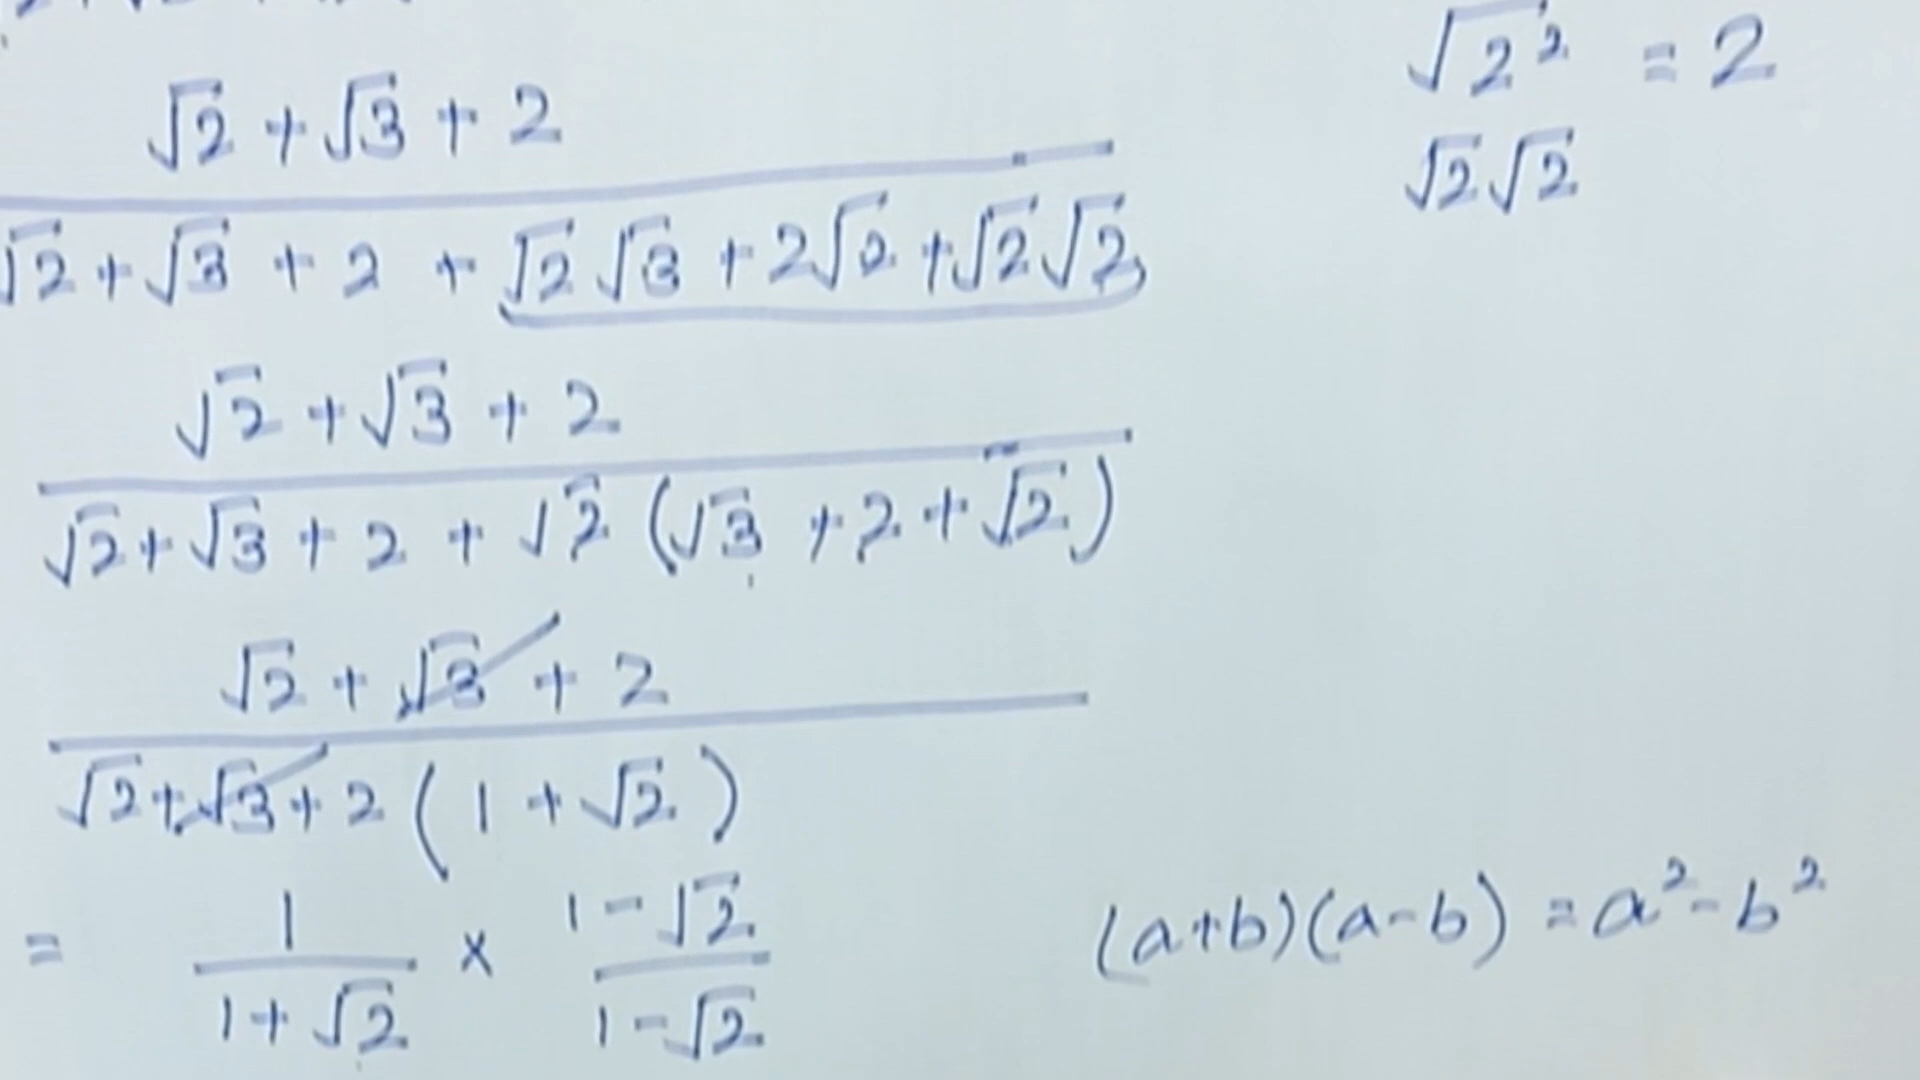 √2 + √3 + 2
√2 + √3 + 2 + √2 √3 + 2√2 + √2 √2
√2² = 2
√2 √2
√2 + √3 + 2
√2 + √3 + 2 + √2 (√3 + 2 + √2)
√2 + √3 + 2
√2 + √3 + 2 (1 + √2)
= 1 / 1 + √2 × 1 - √2 / 1 - √2
(a+b)(a-b) = a² - b²